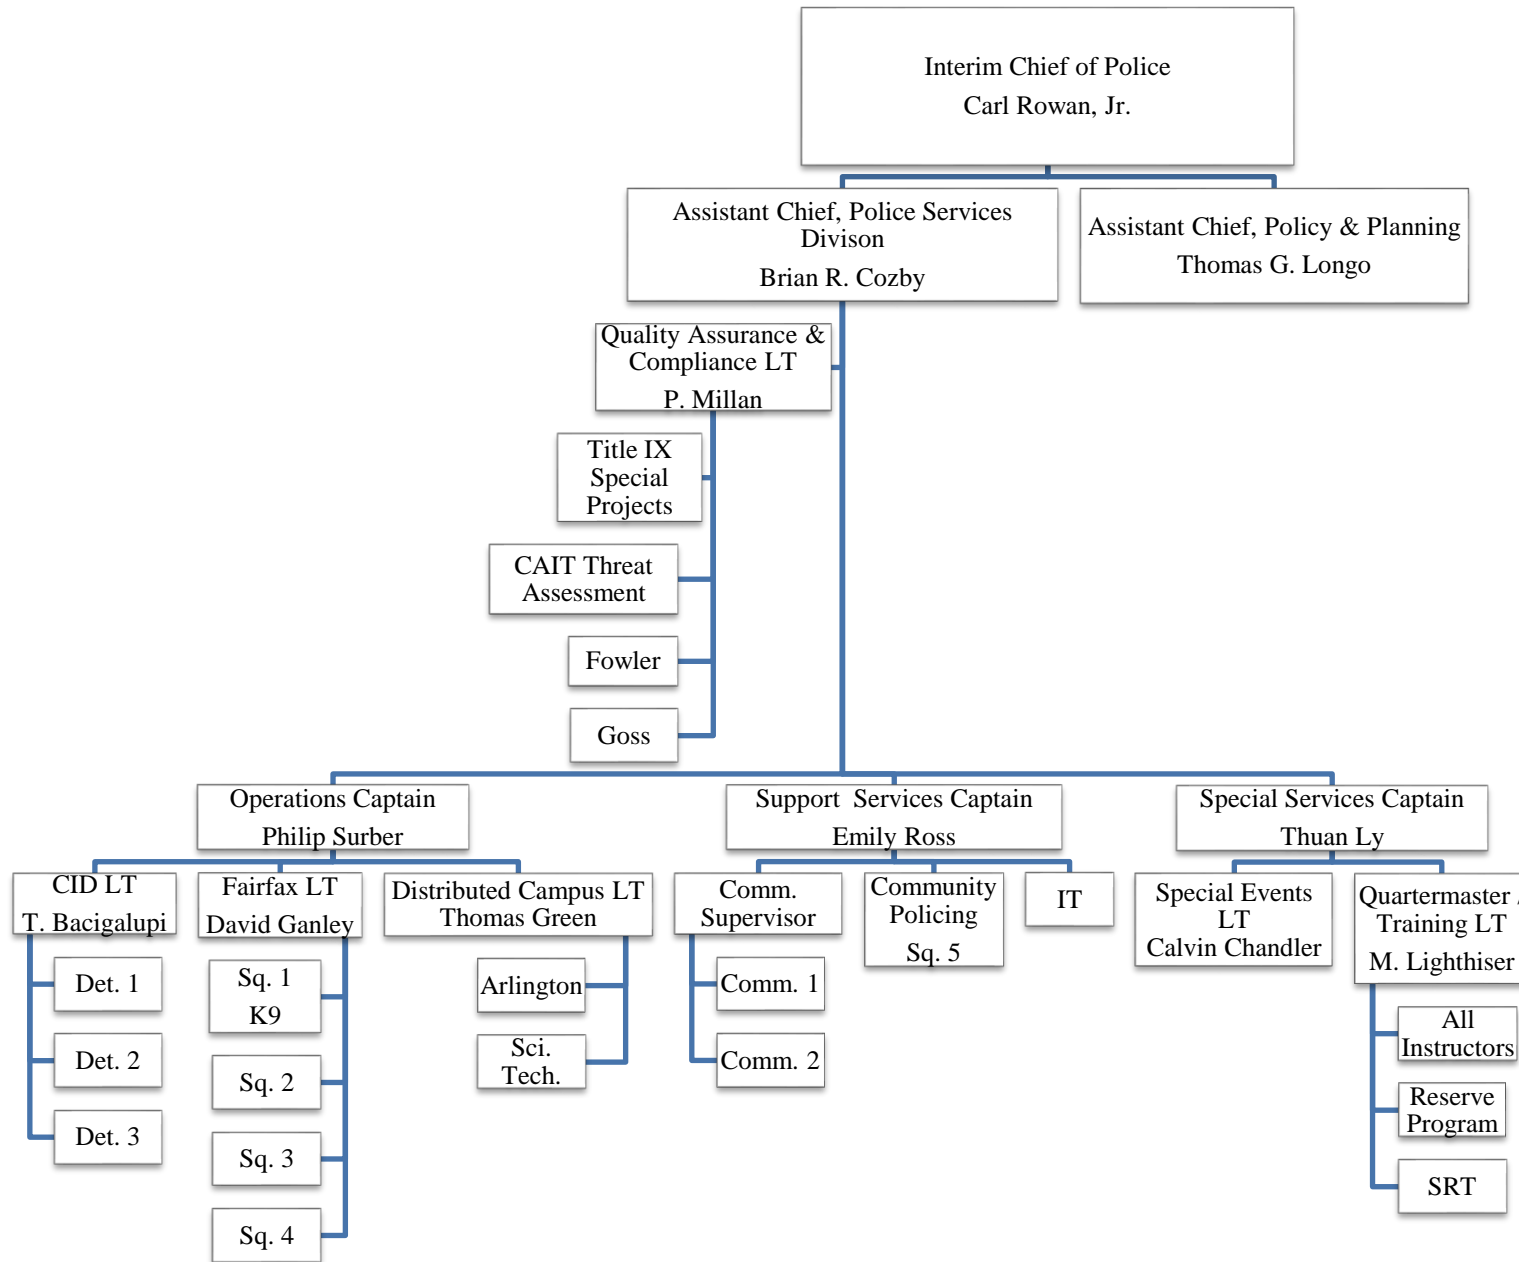 Interim Chief of Police
Carl Rowan, Jr.
Assistant Chief, Police Services
Divison
Brian R. Cozby
Assistant Chief, Policy & Planning
Thomas G. Longo
Quality Assurance &
Compliance LT
P. Millan
Title IX
Special
Projects
CAIT Threat
Assessment
Fowler
Goss
Operations Captain
Philip Surber
Support Services Captain
Emily Ross
Special Services Captain
Thuan Ly
CID LT
T. Bacigalupi
Det. 1
Det. 2
Det. 3
Fairfax LT
David Ganley
Sq. 1
K9
Sq. 2
Sq. 3
Sq. 4
Distributed Campus LT
Thomas Green
Arlington
Sci.
Tech.
Comm.
Supervisor
Comm. 1
Comm. 2
Community
Policing
Sq. 5
IT
Special Events
LT
Calvin Chandler
Quartermaster /
Training LT
M. Lighthiser
All
Instructors
Reserve
Program
SRT